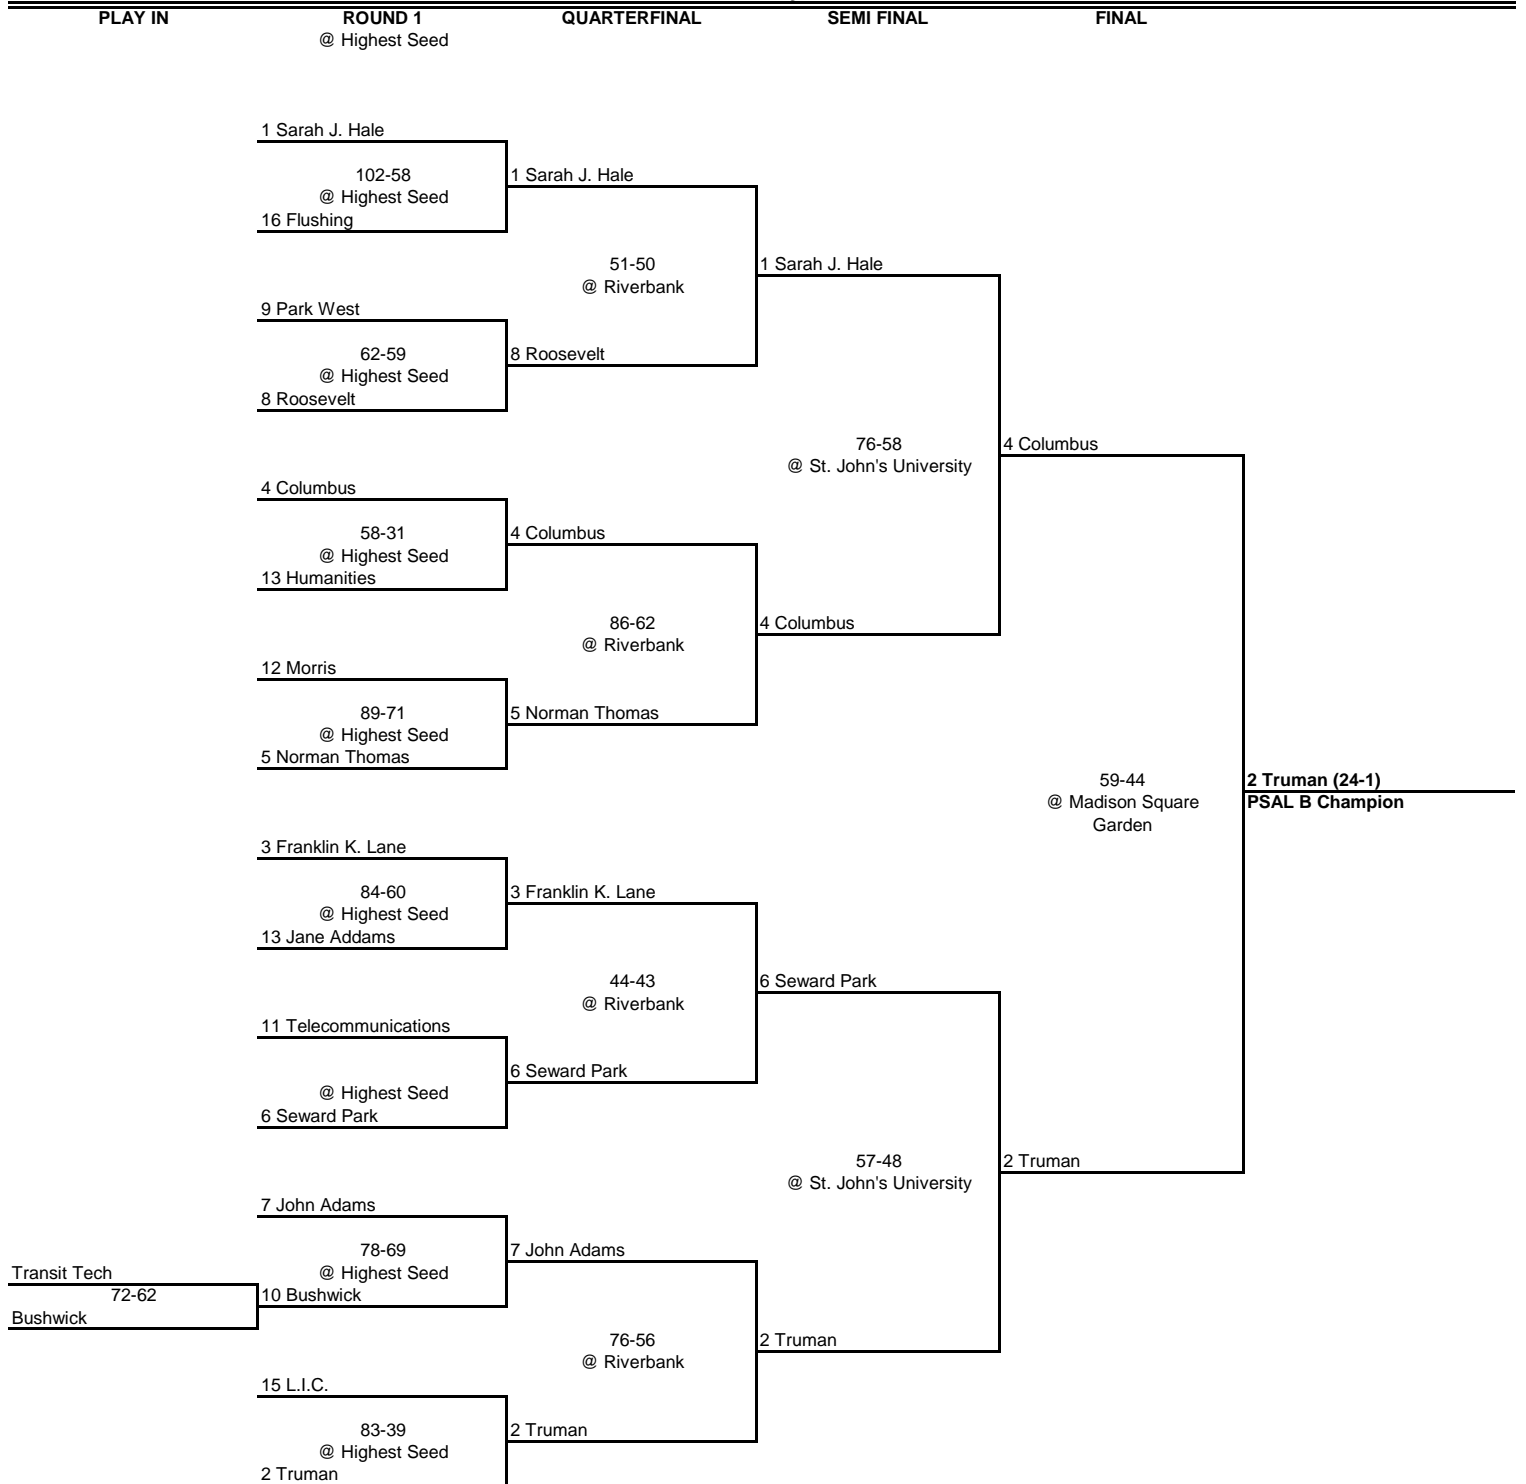 PLAY IN ROUND 1 QUARTERFINAL SEMI FINAL FINAL
@ Highest Seed
1 Sarah J. Hale
102-58 1 Sarah J. Hale
@ Highest Seed
16 Flushing
51-50 1 Sarah J. Hale
@ Riverbank
9 Park West
62-59 8 Roosevelt
@ Highest Seed
8 Roosevelt
76-58 4 Columbus
@ St. John's University
4 Columbus
58-31 4 Columbus
@ Highest Seed
13 Humanities
86-62 4 Columbus
@ Riverbank
12 Morris
89-71 5 Norman Thomas
@ Highest Seed
5 Norman Thomas
59-44 2 Truman (24-1)
@ Madison Square PSAL B Champion
Garden
3 Franklin K. Lane
84-60 3 Franklin K. Lane
@ Highest Seed
13 Jane Addams
44-43 6 Seward Park
@ Riverbank
11 Telecommunications
6 Seward Park
@ Highest Seed
6 Seward Park
57-48 2 Truman
@ St. John's University
7 John Adams
78-69 7 John Adams
Transit Tech @ Highest Seed
72-62 10 Bushwick
Bushwick
76-56 2 Truman
@ Riverbank
15 L.I.C.
83-39 2 Truman
@ Highest Seed
2 Truman